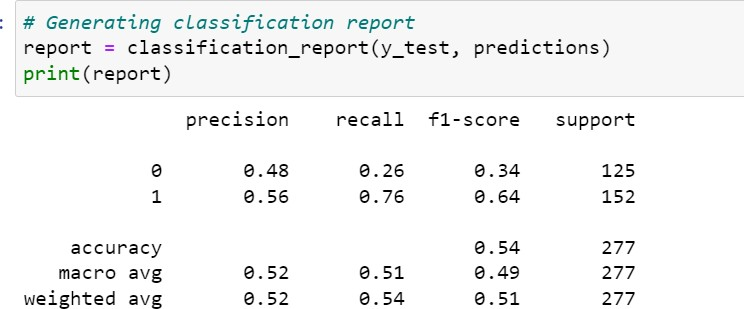 # Generating classification report
report = classification_report(y_test, predictions)
print(report)
precision recall f1-score support
0 0.48 0.26 0.34 125
1 0.56 0.76 0.64 152
accuracy 0.54 277
macro avg 0.52 0.51 0.49 277
weighted avg 0.52 0.54 0.51 277